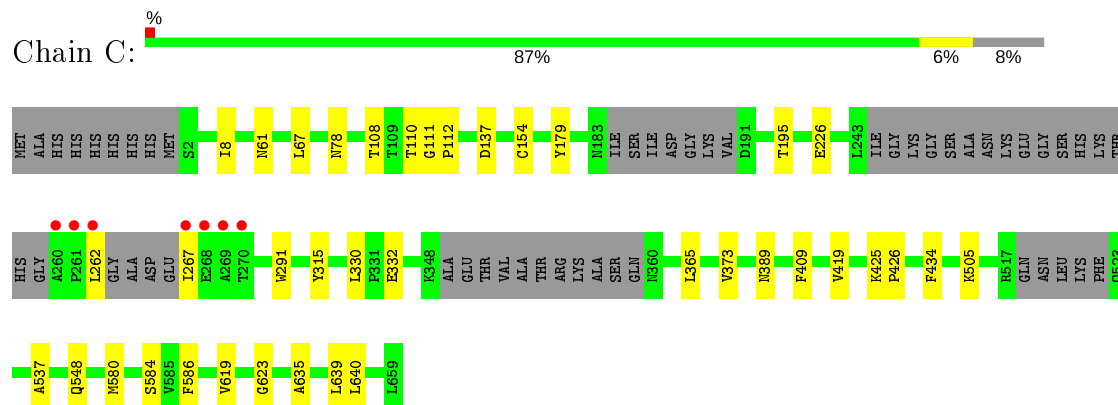 %
Chain C:
87% 6% 8%
MET ALA HIS HIS HIS HIS HIS HIS MET S2 I8 N61 L67 N78 T108 T109 T110 G111 P112 D137 C154 Y179 N183 ILE SER ILE ASP GLY LYS VAL D191 T195 E226 L243 ILE GLY LYS GLY SER ALA ASN LYS GLU GLY SER HIS LYS THR
HIS GLY A260 P261 L262 GLY ALA ASP GLU I267 E268 A269 T270 W291 Y315 L330 P331 E332 K348 ALA GLU THR VAL ALA THR ARG LYS ALA SER GLN N360 L365 V373 N389 F409 V419 K425 P426 F434 K505 R517 GLN ASN LEU LYS PHE Q523
A537 Q548 M580 S584 V585 F586 V619 G623 A635 L639 L640 L659